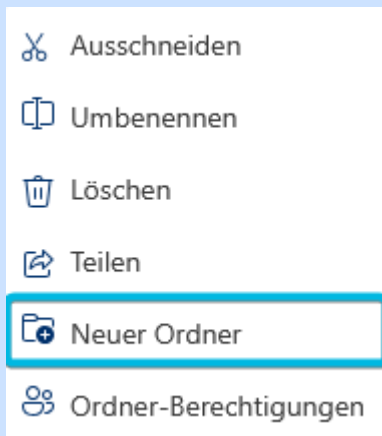 Ausschneiden
Umbenennen
Löschen
Teilen
Neuer Ordner
Ordner-Berechtigungen